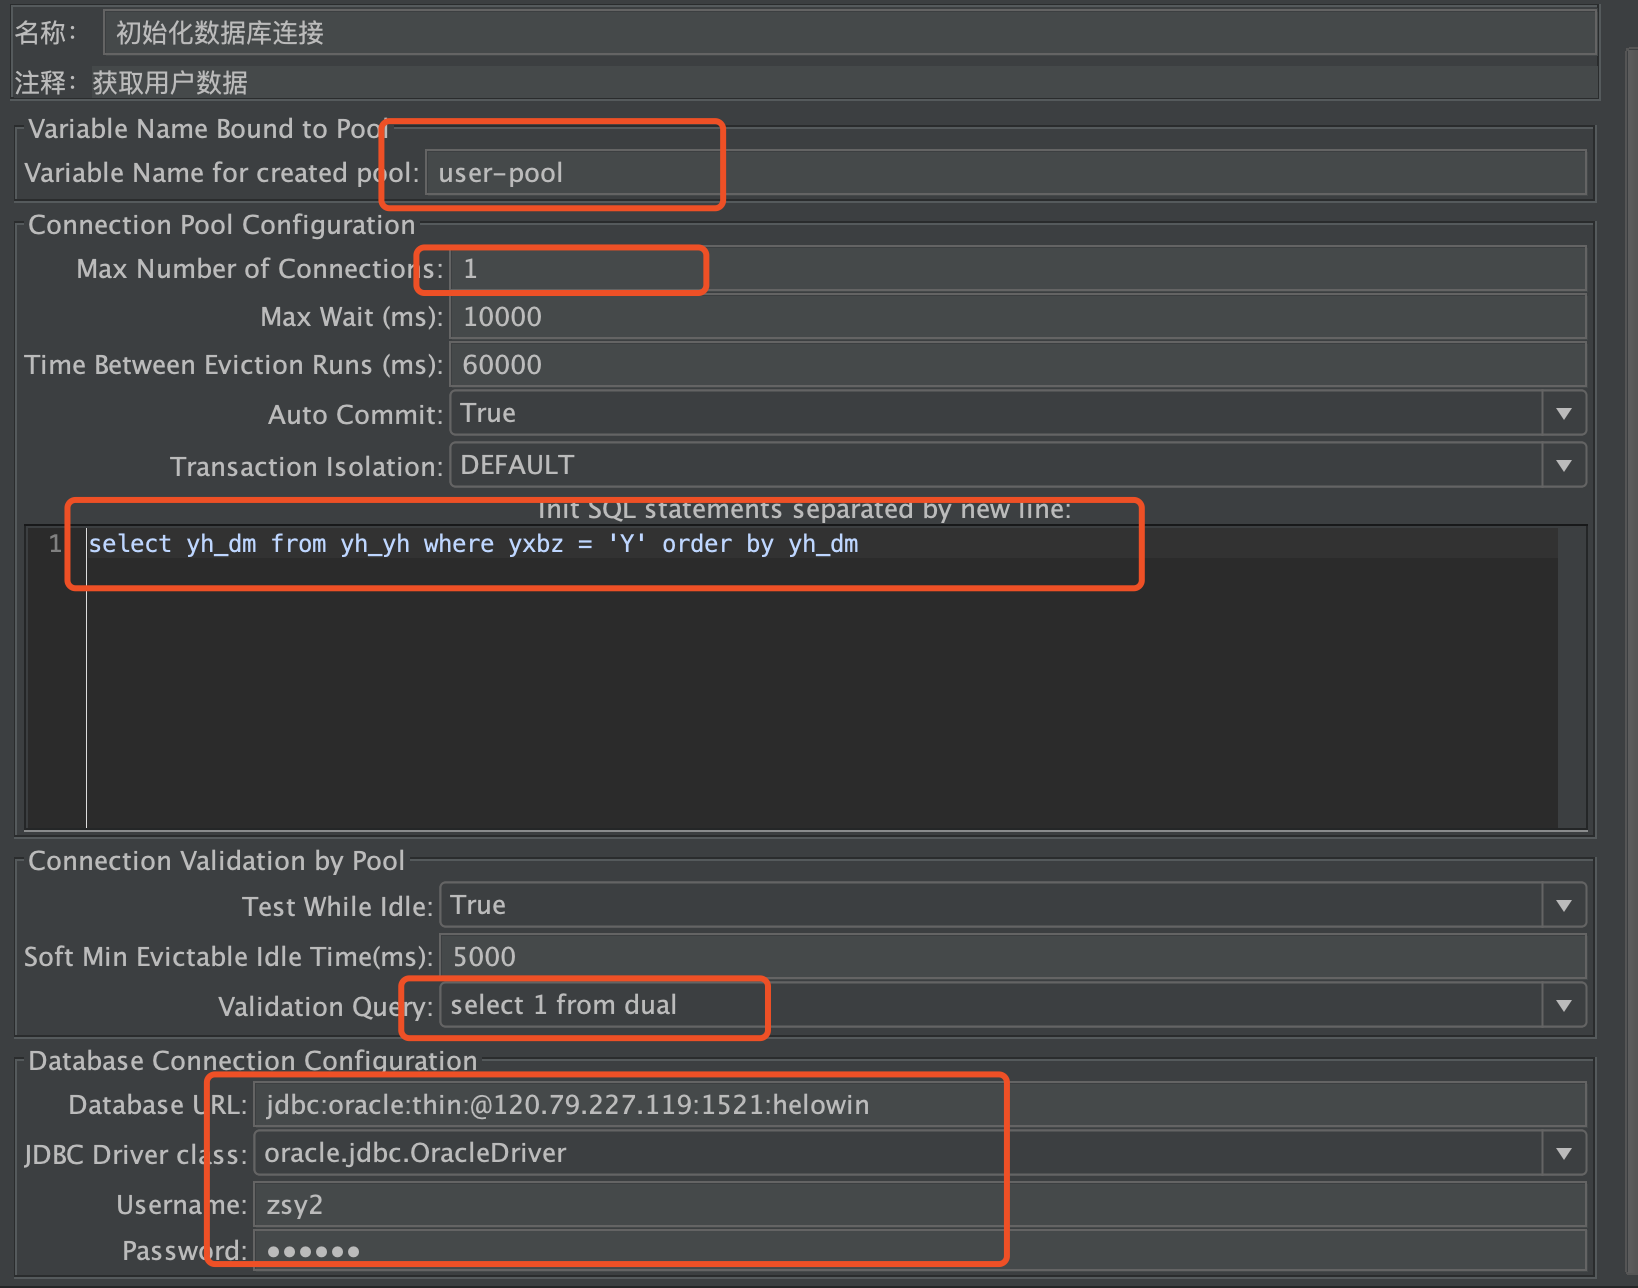 名称： 初始化数据库连接
注释： 获取用户数据
Variable Name Bound to Pool
Variable Name for created pool: user-pool
Connection Pool Configuration
Max Number of Connections: 1
Max Wait (ms): 10000
Time Between Eviction Runs (ms): 60000
Auto Commit: True
Transaction Isolation: DEFAULT
Init SQL statements separated by new line:
1 select yh_dm from yh_yh where yxbz = 'Y' order by yh_dm
Connection Validation by Pool
Test While Idle: True
Soft Min Evictable Idle Time(ms): 5000
Validation Query: select 1 from dual
Database Connection Configuration
Database URL: jdbc:oracle:thin:@120.79.227.119:1521:helowin
JDBC Driver class: oracle.jdbc.OracleDriver
Username: zsy2
Password: ●●●●●●